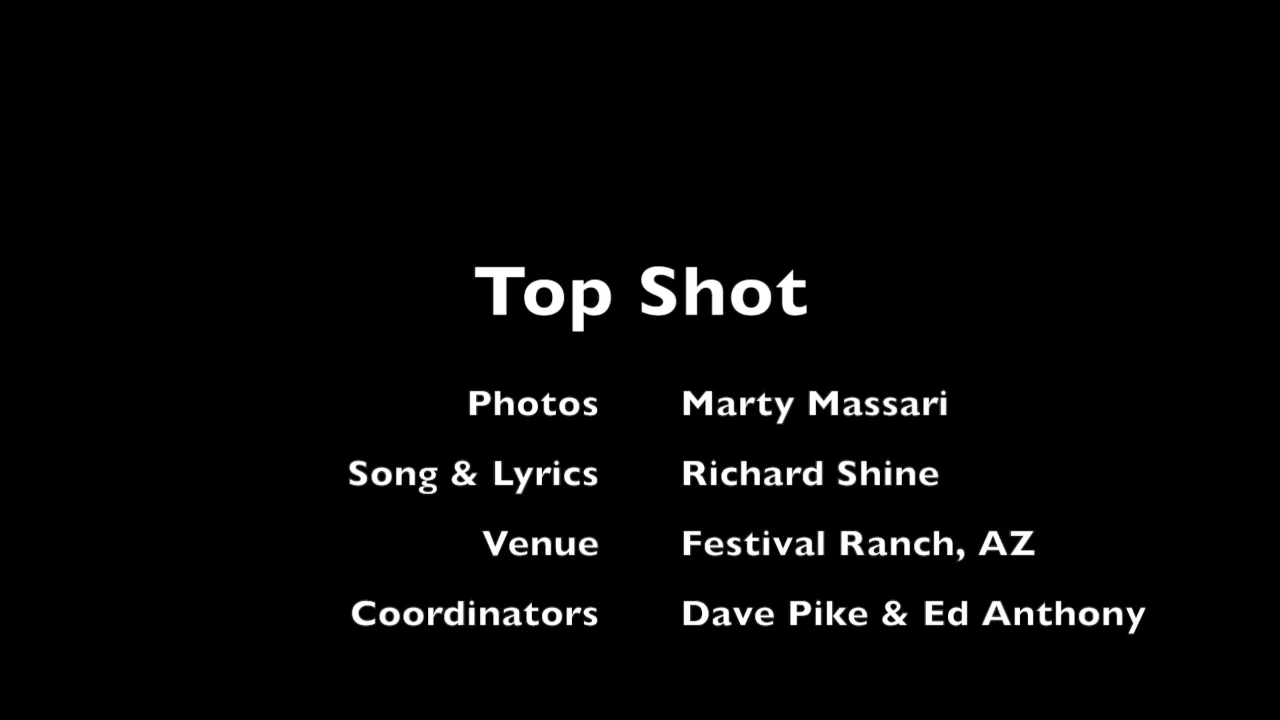 Top Shot
Photos Marty Massari
Song & Lyrics Richard Shine
Venue Festival Ranch, AZ
Coordinators Dave Pike & Ed Anthony